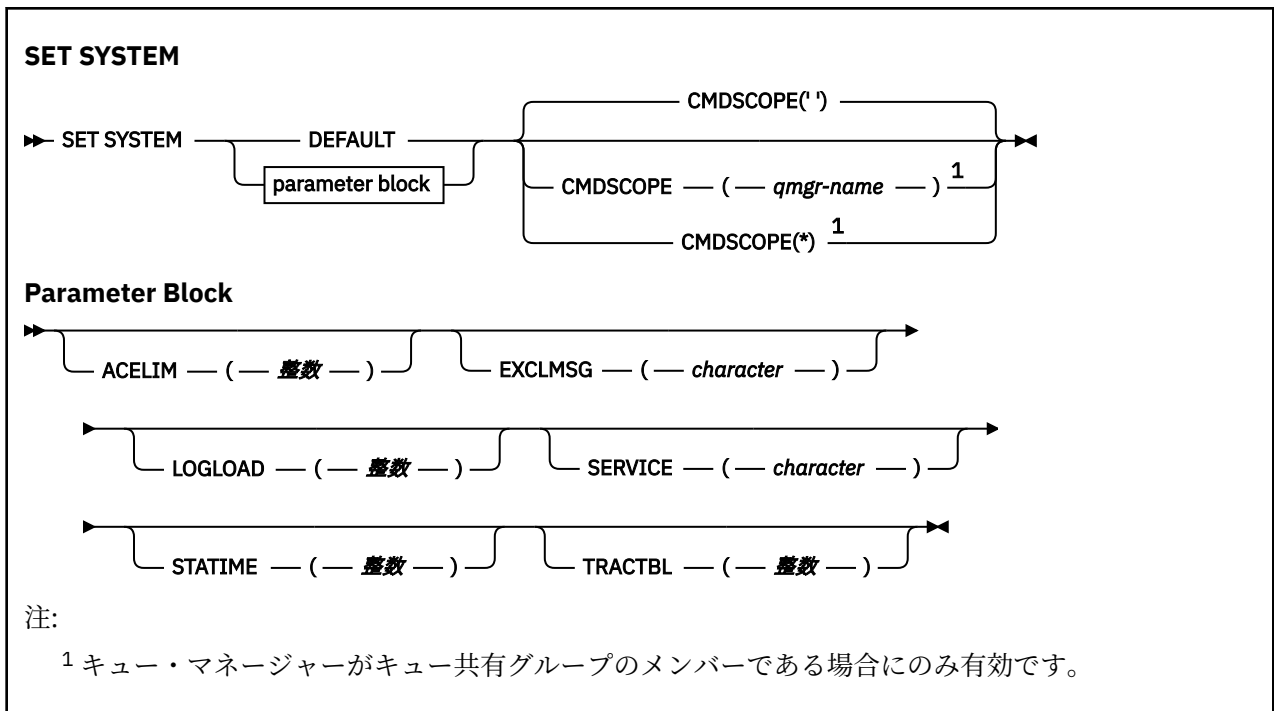 SET SYSTEM
CMDSCOPE(' ')
SET SYSTEM DEFAULT
parameter block
CMDSCOPE ( qmgr-name ) 1
CMDSCOPE(*) 1
Parameter Block
ACELIM ( 整数 ) EXCLMSG ( character )
LOGLOAD ( 整数 ) SERVICE ( character )
STATIME ( 整数 ) TRACTBL ( 整数 )
注:
1 キュー・マネージャーがキュー共有グループのメンバーである場合にのみ有効です。